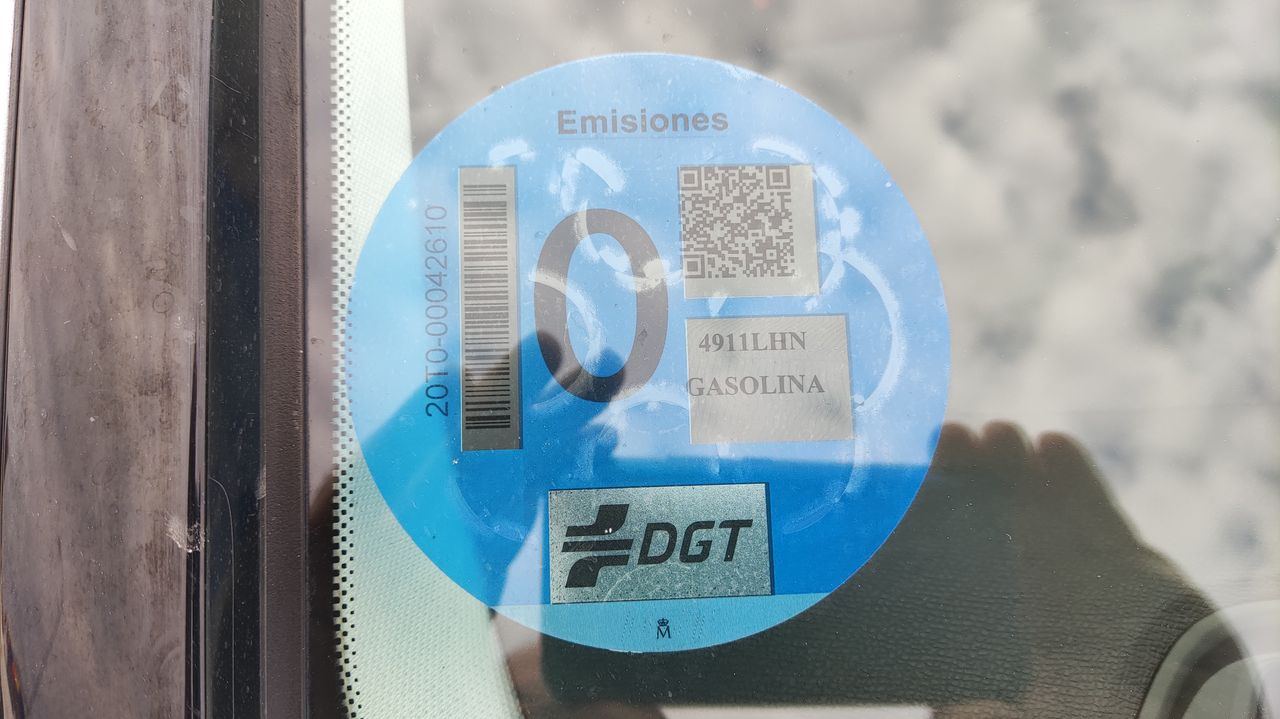 Emisiones
20T0-00042610
0
4911LHN
GASOLINA
DGT
M